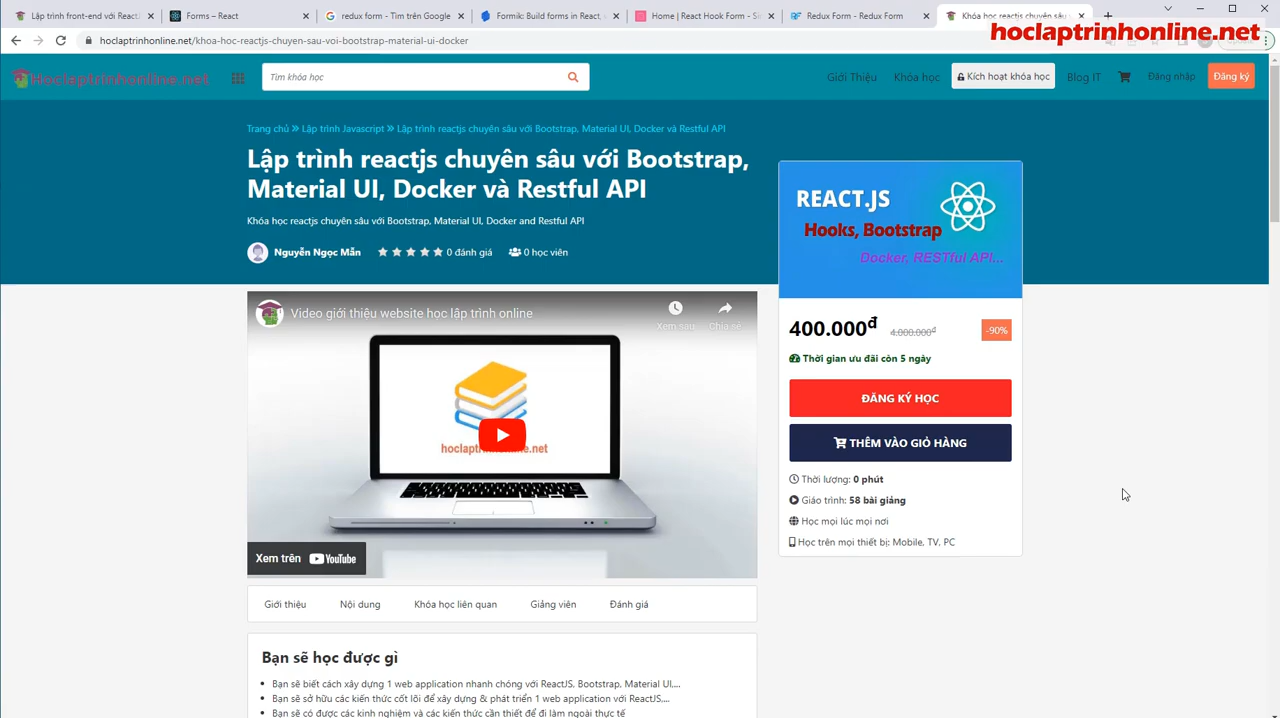 Lập trình front-end với ReactJ
Forms – React
redux form - Tìm trên Google
Formik: Build forms in React,
Home | React Hook Form - Si
Redux Form - Redux Form
Khóa học reactjs chuyên sâu
hoclaptrinhonline.net
hoclaptrinhonline.net/khoa-hoc-reactjs-chuyen-sau-voi-bootstrap-material-ui-docker
Hoclaptrinhonline.net
Tìm khóa học
Giới Thiệu
Khóa học
Kích hoạt khóa học
Blog IT
Đăng nhập
Đăng ký
Trang chủ » Lập trình Javascript » Lập trình reactjs chuyên sâu với Bootstrap, Material UI, Docker và Restful API
Lập trình reactjs chuyên sâu với Bootstrap,
Material UI, Docker và Restful API
Khóa học reactjs chuyên sâu với Bootstrap, Material UI, Docker and Restful API
Nguyễn Ngọc Mẫn
0 đánh giá
0 học viên
REACT.JS
Hooks, Bootstrap
Docker, RESTful API...
Video giới thiệu website học lập trình online
Xem sau
Chia sẻ
hoclaptrinhonline.net
Xem trên YouTube
400.000đ
4.000.000đ
-90%
Thời gian ưu đãi còn 5 ngày
ĐĂNG KÝ HỌC
THÊM VÀO GIỎ HÀNG
Thời lượng: 0 phút
Giáo trình: 58 bài giảng
Học mọi lúc mọi nơi
Học trên mọi thiết bị: Mobile, TV, PC
Giới thiệu
Nội dung
Khóa học liên quan
Giảng viên
Đánh giá
Bạn sẽ học được gì
Bạn sẽ biết cách xây dựng 1 web application nhanh chóng với ReactJS, Bootstrap, Material UI,...
Bạn sẽ sở hữu các kiến thức cốt lõi để xây dựng & phát triển 1 web application với ReactJS,...
Bạn sẽ có được các kinh nghiệm và các kiến thức cần thiết để đi làm ngoài thực tế